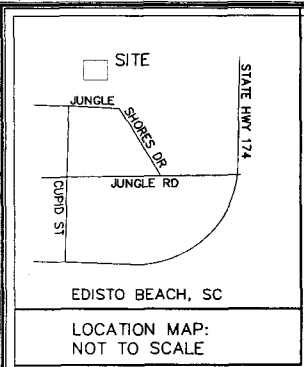 SITE
JUNGLE
SHORES DR
STATE HWY 174
JUNGLE RD
CUPID ST
EDISTO BEACH, SC
LOCATION MAP:
NOT TO SCALE